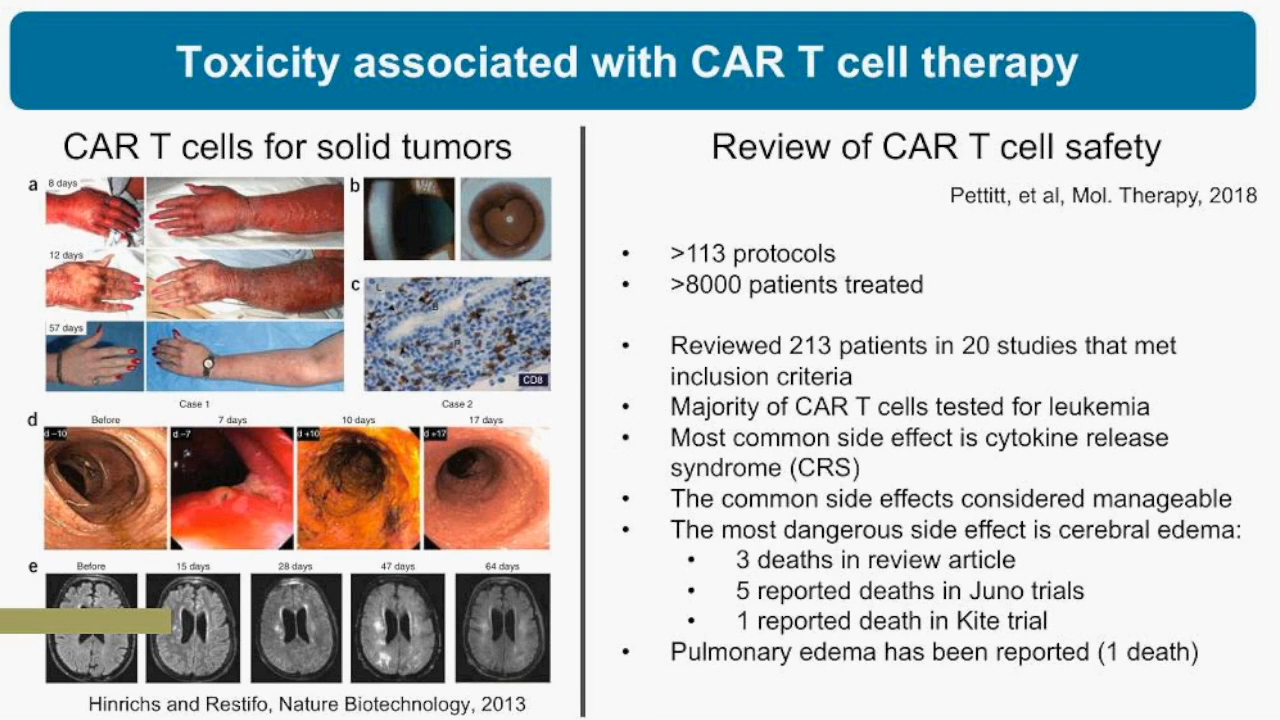 Toxicity associated with CAR T cell therapy
CAR T cells for solid tumors
a
8 days
12 days
57 days
b
c
L
B
P
CD8
Case 1
Case 2
d
Before
7 days
10 days
17 days
d –10
d –7
d +10
d +17
e
Before
15 days
28 days
47 days
64 days
Hinrichs and Restifo, Nature Biotechnology, 2013
Review of CAR T cell safety
Pettitt, et al, Mol. Therapy, 2018
• >113 protocols
• >8000 patients treated
• Reviewed 213 patients in 20 studies that met
inclusion criteria
• Majority of CAR T cells tested for leukemia
• Most common side effect is cytokine release
syndrome (CRS)
• The common side effects considered manageable
• The most dangerous side effect is cerebral edema:
• 3 deaths in review article
• 5 reported deaths in Juno trials
• 1 reported death in Kite trial
• Pulmonary edema has been reported (1 death)